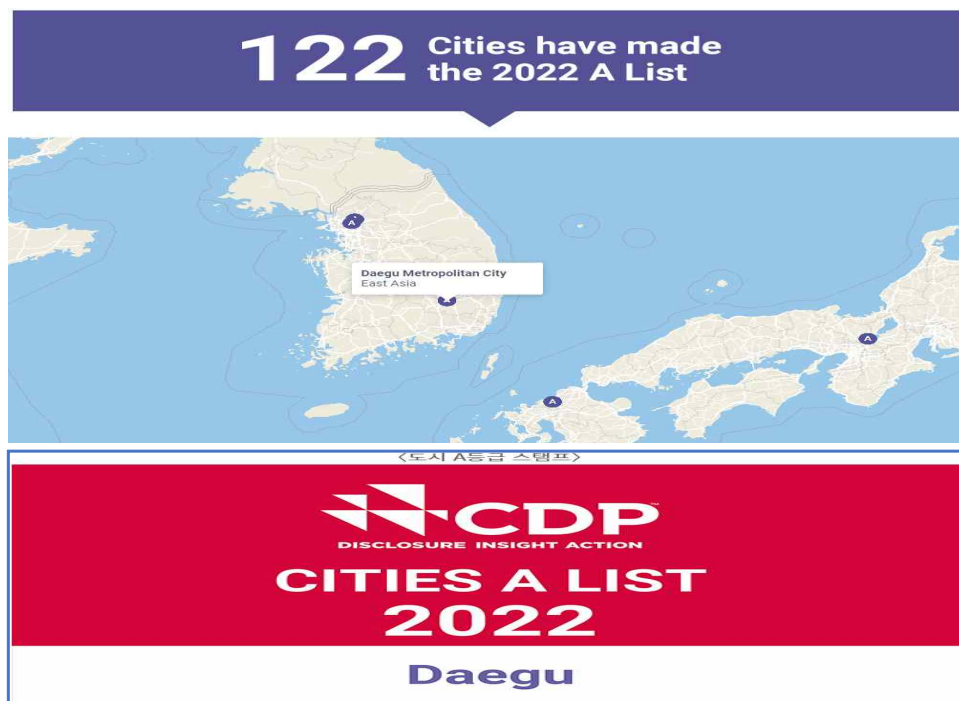 122 Cities have made
the 2022 A List
A
Daegu Metropolitan City
East Asia
A
A
<도시 A등급 스탬프>
CDP™
DISCLOSURE INSIGHT ACTION
CITIES A LIST
2022
Daegu